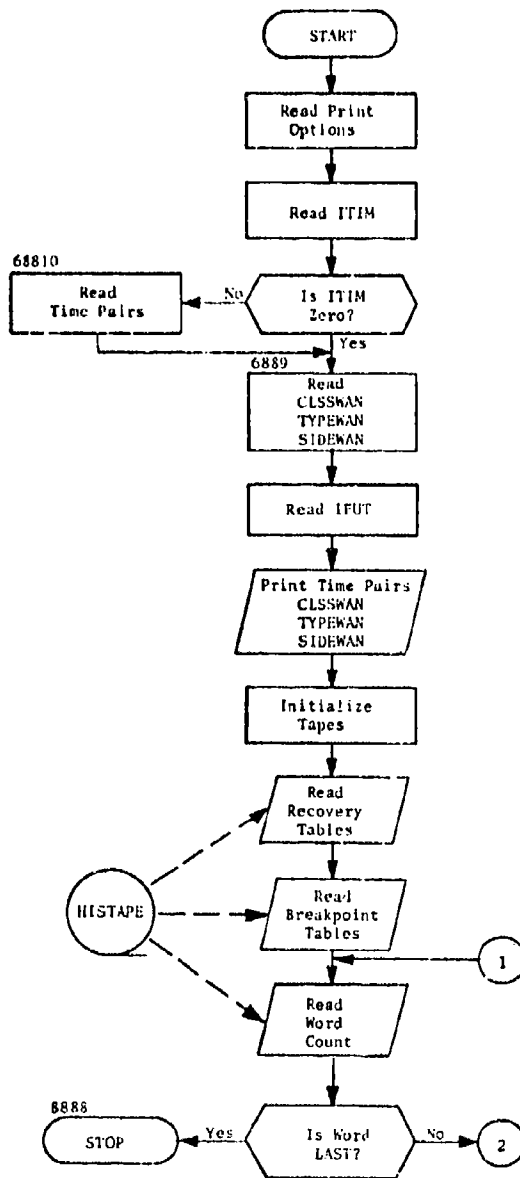 START
Read Print
Options
Read ITIM
68810
Read
Time Pairs
No
Is ITIM
Zero?
Yes
6889
Read
CLSSWAN
TYPEWAN
SIDEWAN
Read IFUT
Print Time Pairs
CLSSWAN
TYPEWAN
SIDEWAN
Initialize
Tapes
Read
Recovery
Tables
HISTAPE
Read
Breakpoint
Tables
1
Read
Word
Count
8888
STOP
Yes
Is Word
LAST?
No
2